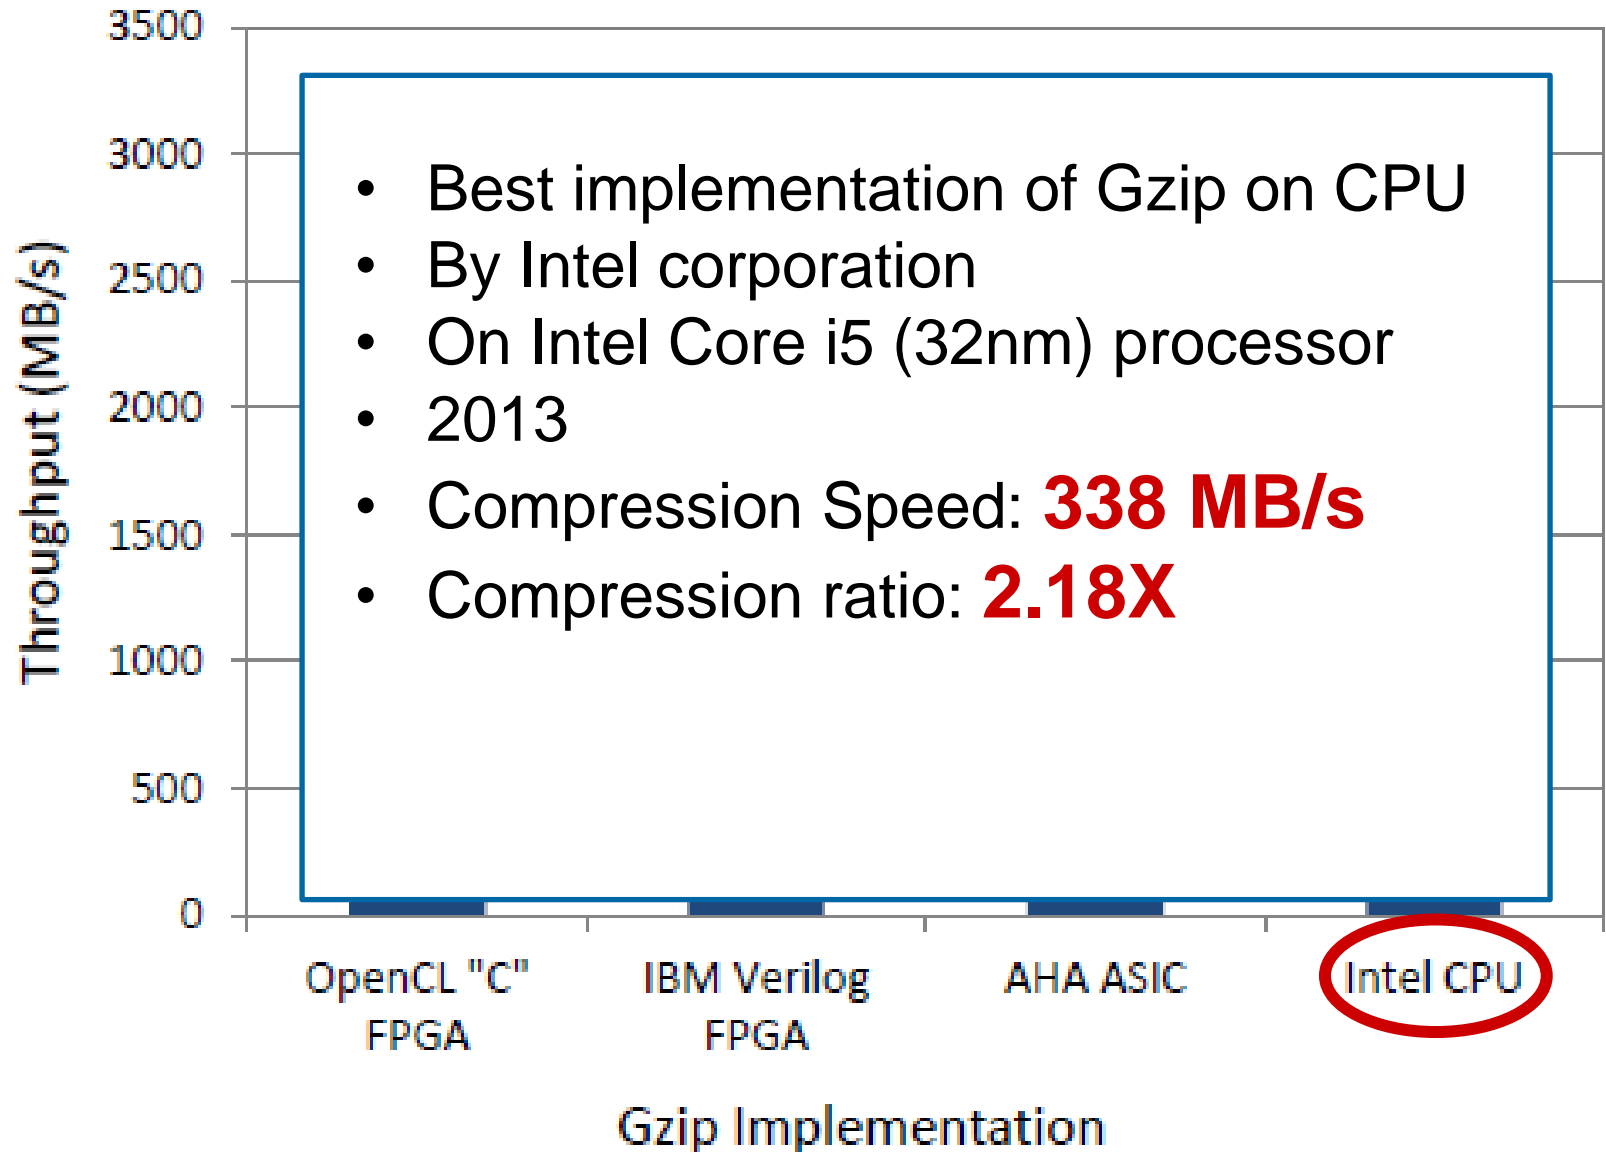 3500
3000
2500
2000
1500
1000
500
0
Throughput (MB/s)
• Best implementation of Gzip on CPU
• By Intel corporation
• On Intel Core i5 (32nm) processor
• 2013
• Compression Speed: 338 MB/s
• Compression ratio: 2.18X
OpenCL "C"
FPGA
IBM Verilog
FPGA
AHA ASIC
Intel CPU
Gzip Implementation